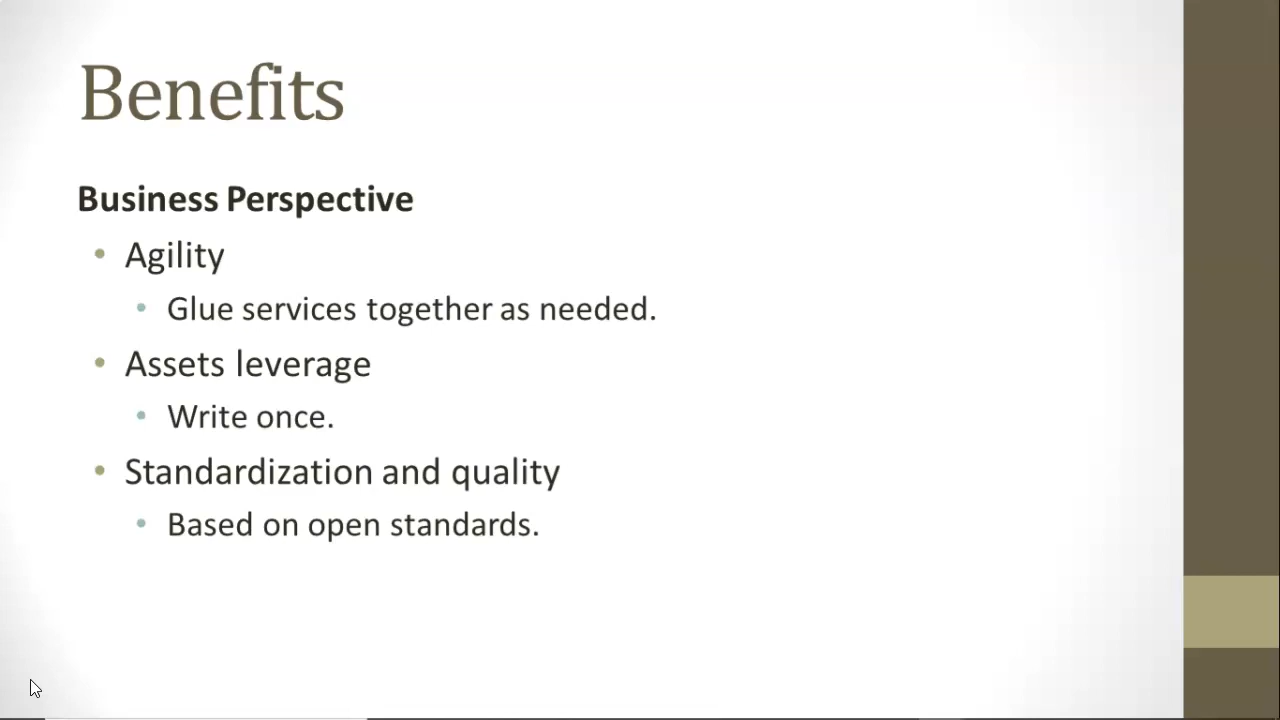 Benefits
Business Perspective
• Agility
• Glue services together as needed.
• Assets leverage
• Write once.
• Standardization and quality
• Based on open standards.